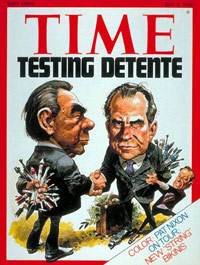 TIME
TESTING DETENTE
COLOR: PAT NIXON
ON TOUR
NEW 'STRING'
BIKINIS